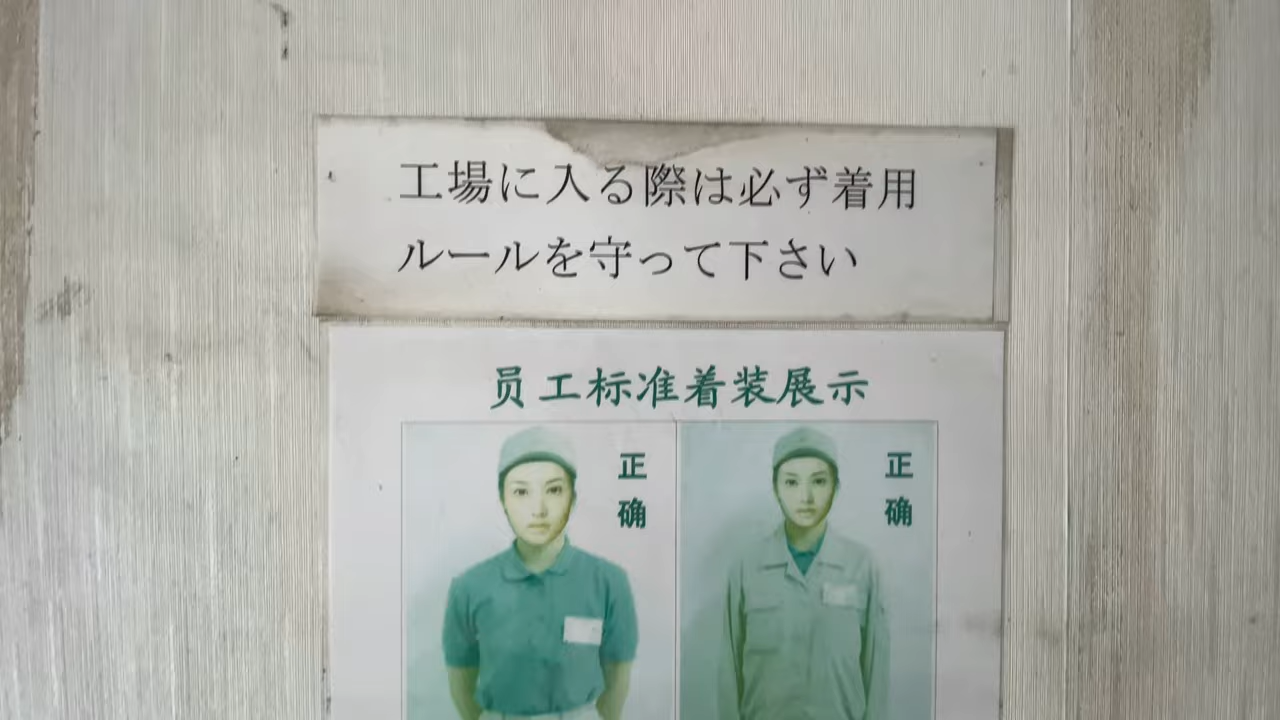 工場に入る際は必ず着用
ルールを守って下さい
员工标准着装展示
正确
正确